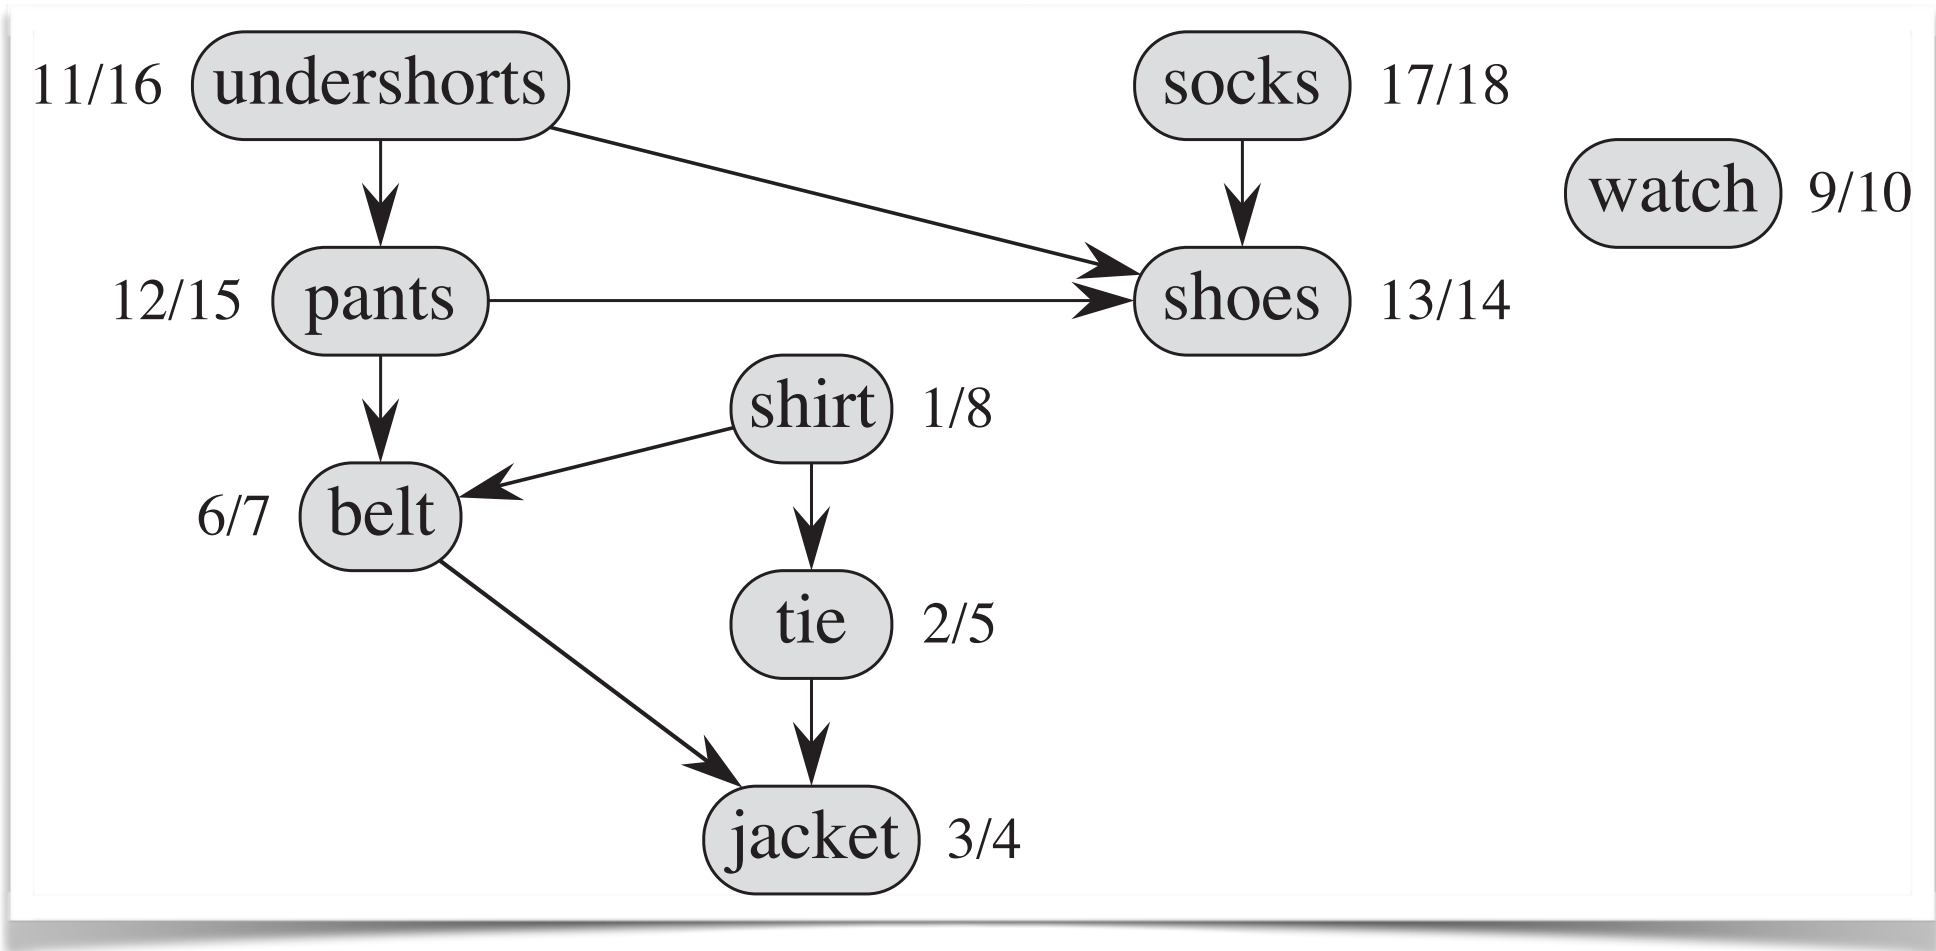 11/16 undershorts socks 17/18
watch 9/10
12/15 pants shoes 13/14
shirt 1/8
6/7 belt
tie 2/5
jacket 3/4